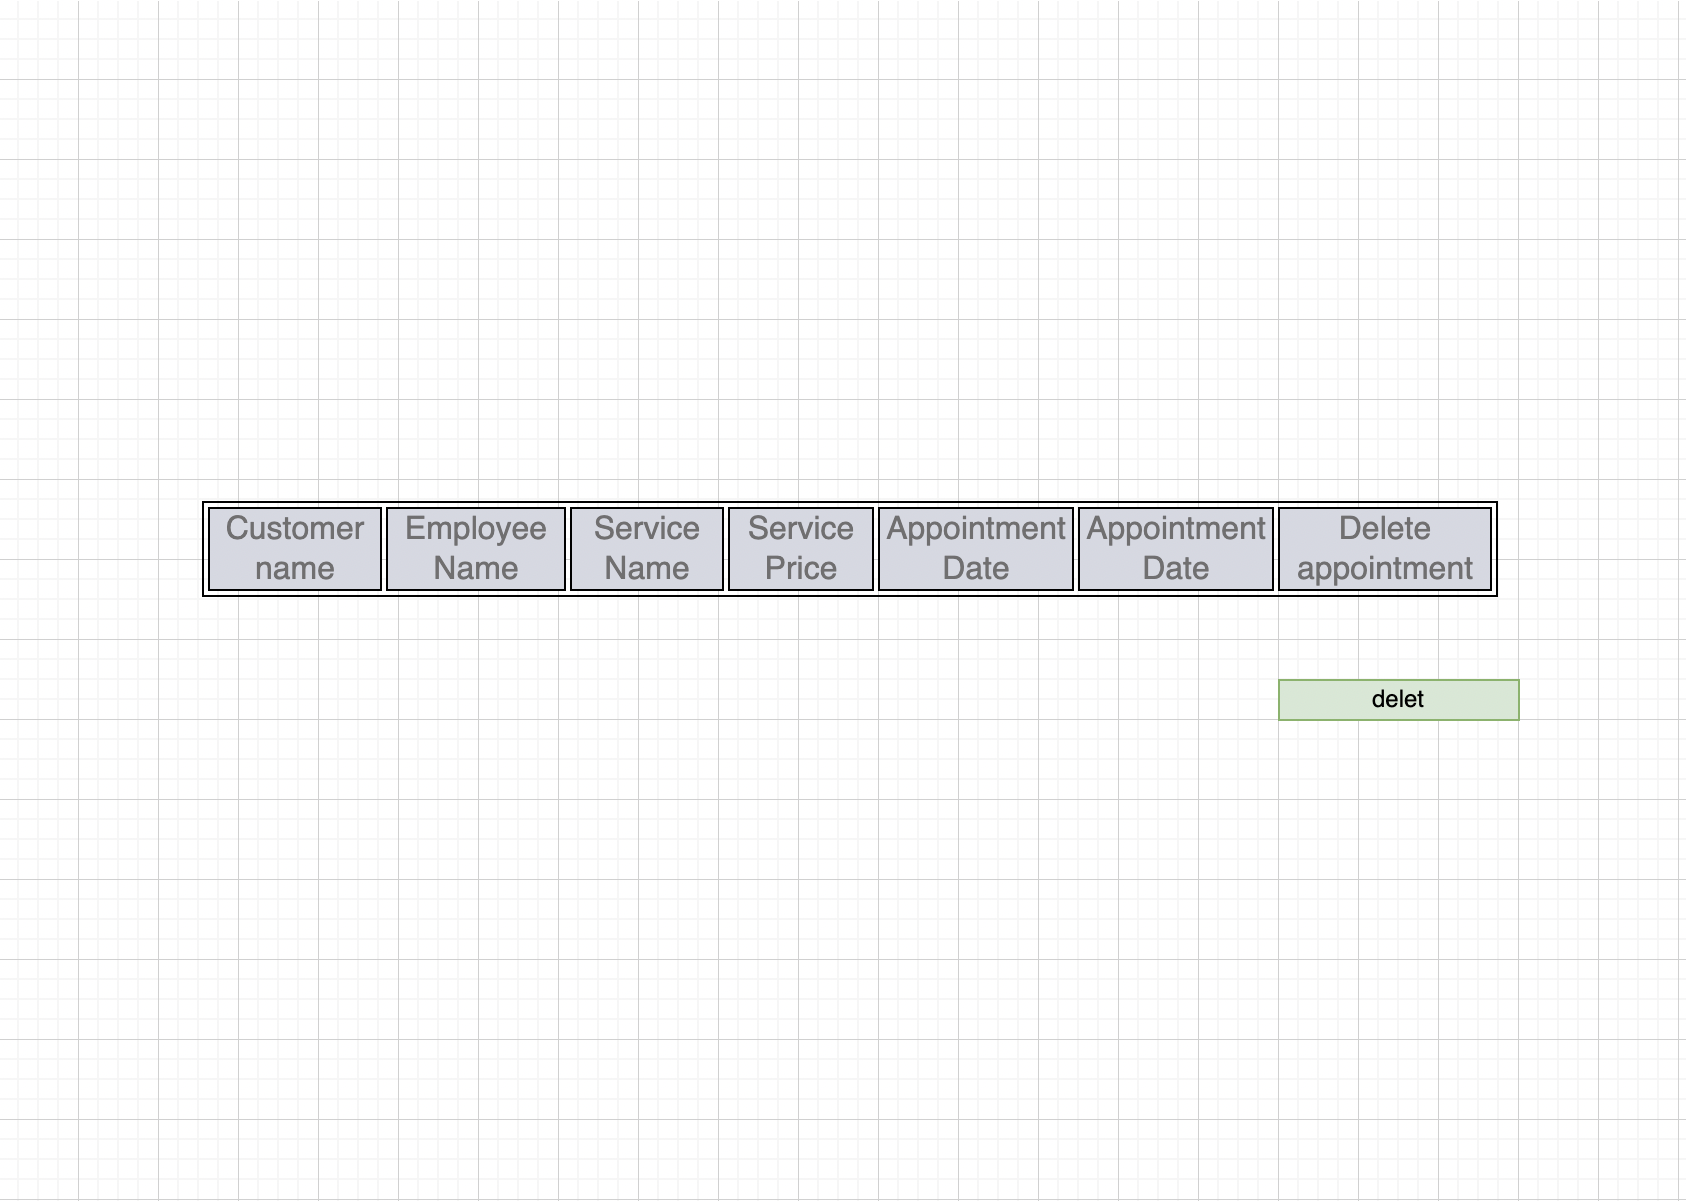 Customer name
Employee Name
Service Name
Service Price
Appointment Date
Appointment Date
Delete appointment
delet